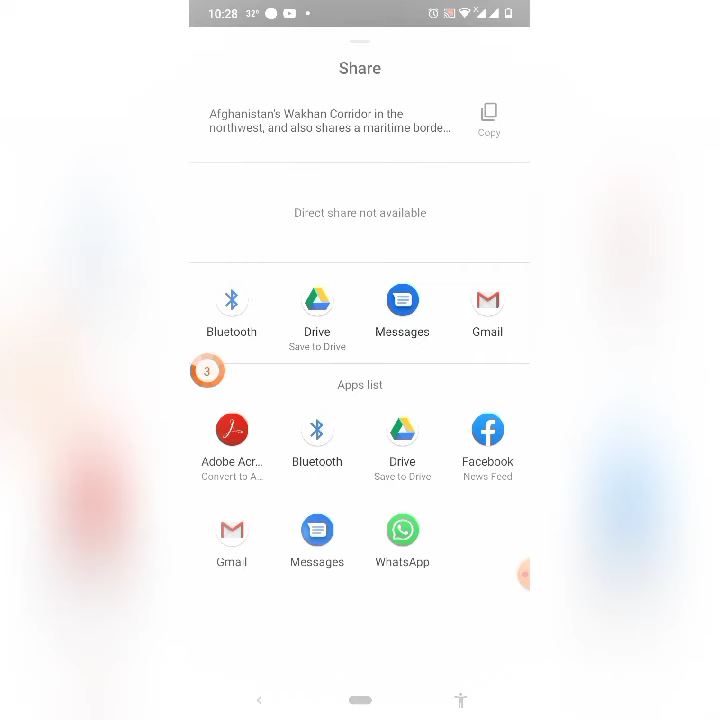 10:28 32°
Share
Afghanistan's Wakhan Corridor in the
northwest, and also shares a maritime borde...
Copy
Direct share not available
Bluetooth Drive Messages Gmail
Save to Drive
3
Apps list
Adobe Acr... Bluetooth Drive Facebook
Convert to A... Save to Drive News Feed
Gmail Messages WhatsApp